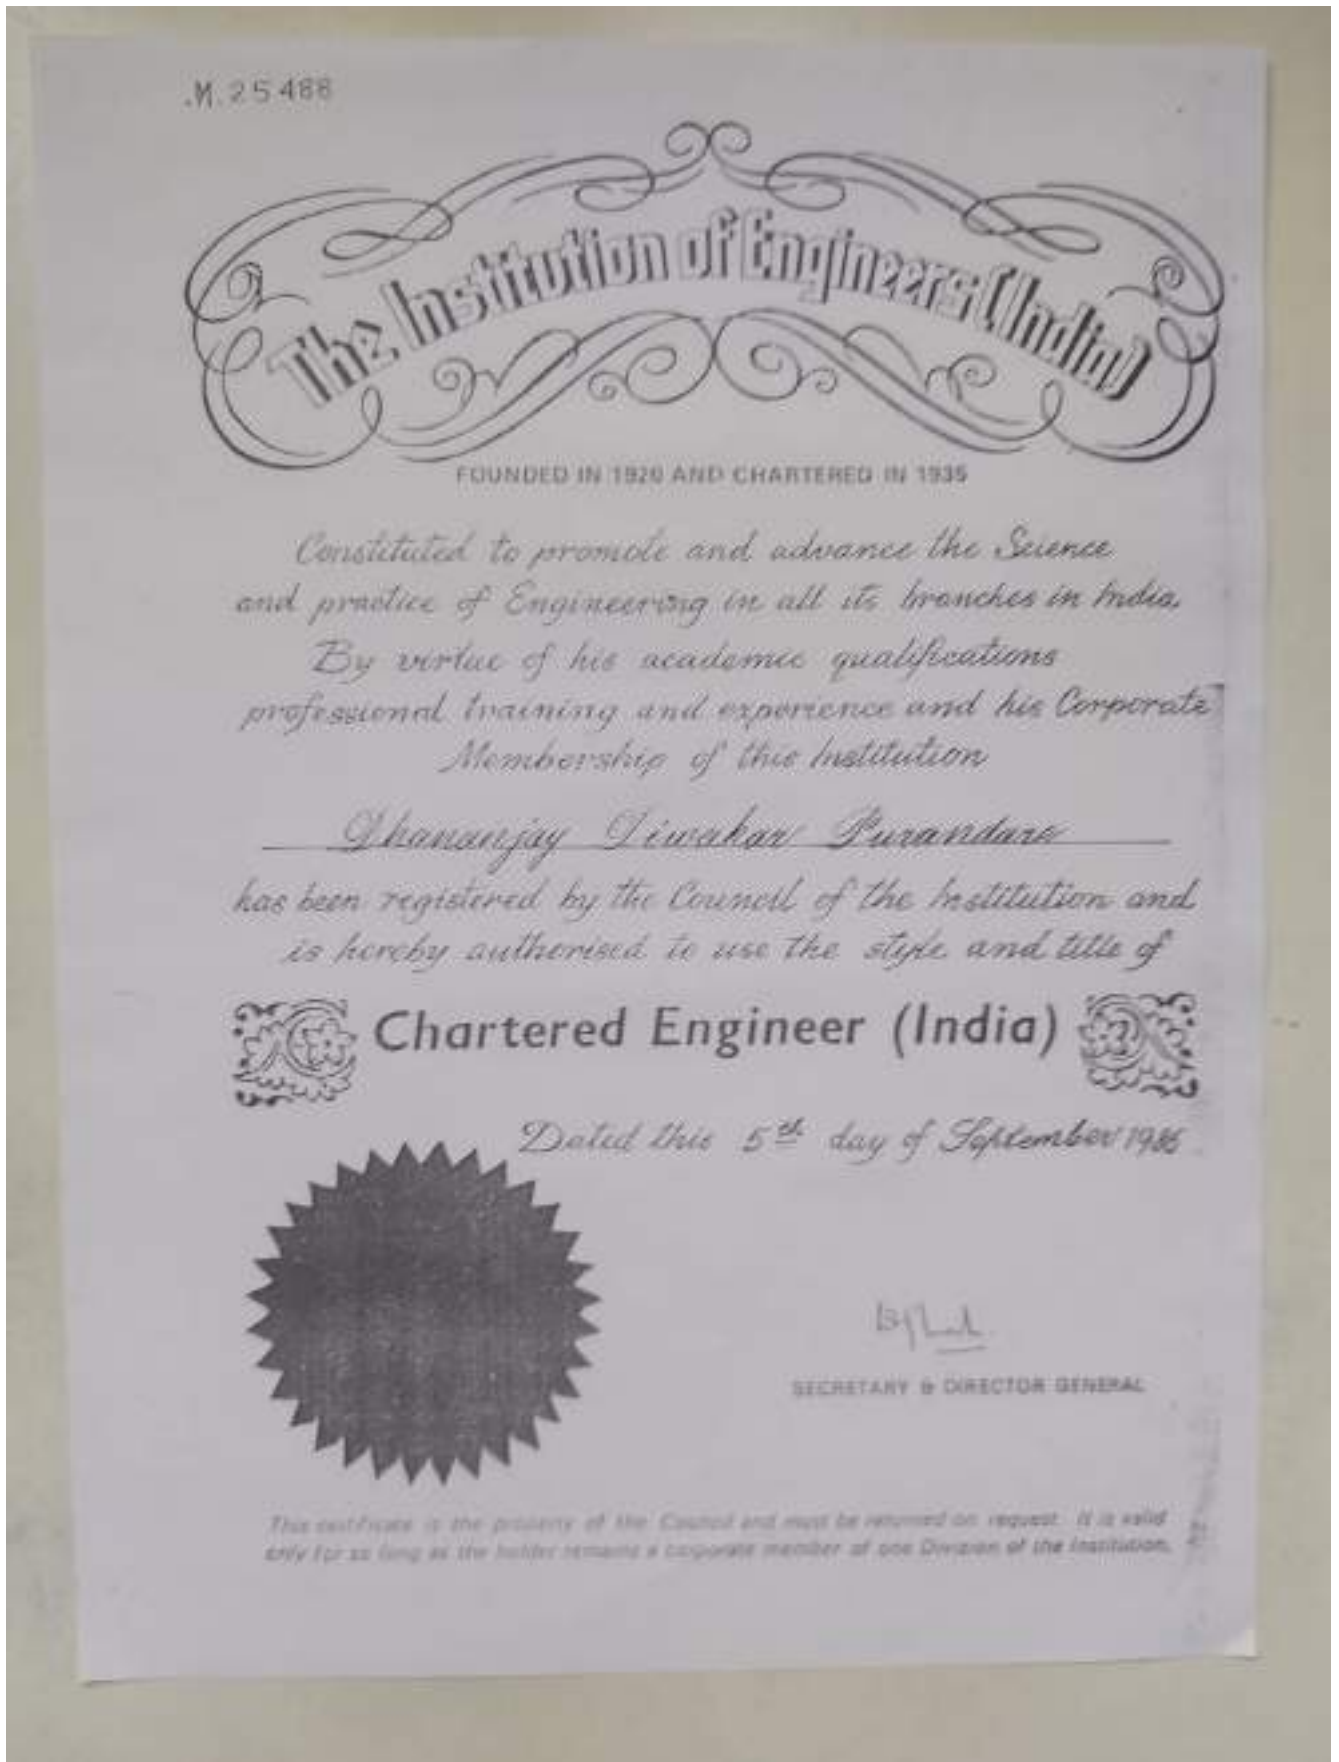 .M. 25488
The Institution of Engineers (India)
FOUNDED IN 1920 AND CHARTERED IN 1935
Constituted to promote and advance the Science
and practice of Engineering in all its branches in India.
By virtue of his academic qualifications
professional training and experience and his Corporate
Membership of this Institution
Dhananjay Diwakar Purandare
has been registered by the Council of the Institution and
is hereby authorised to use the style and title of
Chartered Engineer (India)
Dated this 5th day of September
SECRETARY & DIRECTOR GENERAL
This certificate is the property of the Council and must be returned on request. It is valid
only for so long as the holder remains a corporate member of one Division of the Institution.